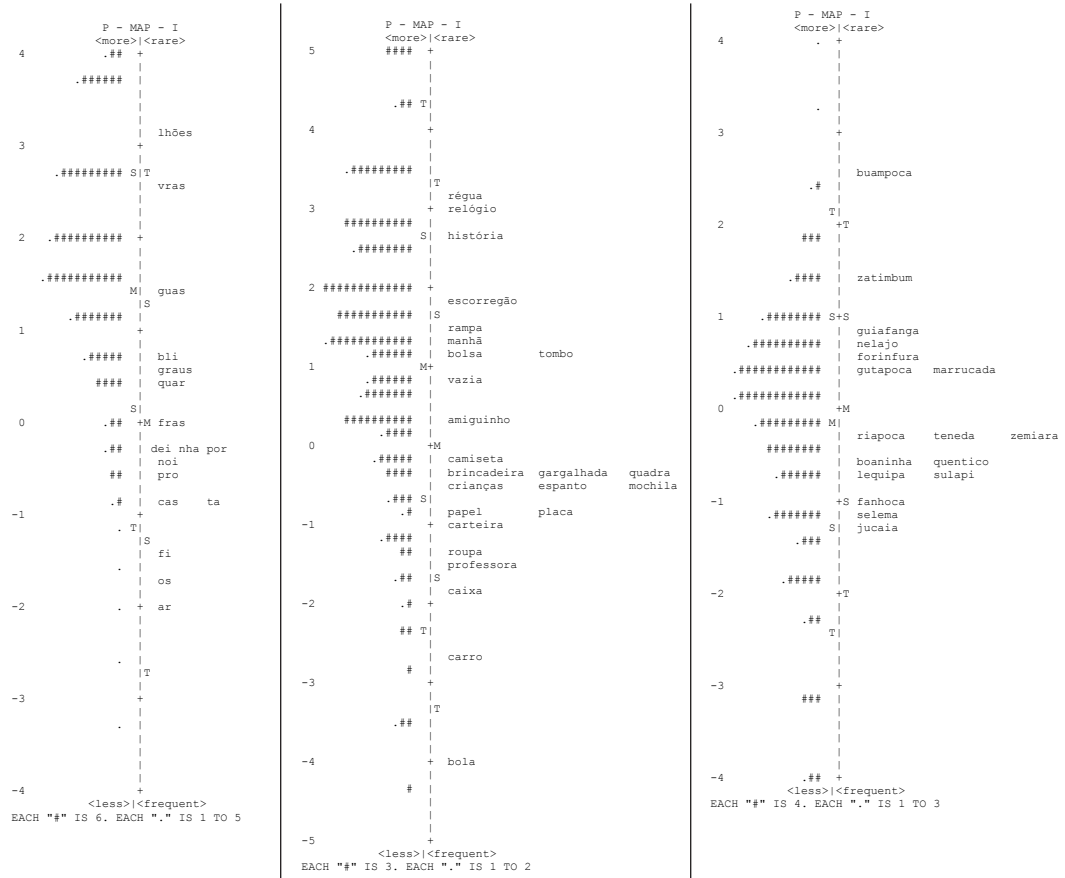 P - MAP - I
<more>|<rare>
4 .## +
|
.###### |
|
|
| lhões
3 +
|
.######### S|T
| vras
|
|
2 .########## +
|
|
.########### |
M| guas
|S
.####### |
1 +
|
.##### | bli
| graus
#### | quar
|
S|
0 .## +M fras
|
.## | dei nha por
| noi
## | pro
|
.# | cas ta
-1 +
. T|
|S
| fi
. |
| os
|
-2 . + ar
|
|
|
. |
|T
|
-3 +
|
. |
|
|
|
|
-4 +
<less>|<frequent>
EACH "#" IS 6. EACH "." IS 1 TO 5
P - MAP - I
<more>|<rare>
5 #### +
|
|
|
.## T|
|
4 +
|
|
.######### |
|T
| régua
3 + relógio
########## |
S| história
.######## |
|
|
2 ############# +
| escorregão
########### |S
| rampa
.############ | manhã
.###### | bolsa tombo
1 M+
.###### | vazia
.####### |
|
########## | amiguinho
.#### |
0 +M
.##### | camiseta
#### | brincadeira gargalhada quadra
| crianças espanto mochila
.### S|
.# | papel placa
-1 + carteira
.#### |
## | roupa
| professora
.## |S
| caixa
-2 .# +
|
## T|
|
| carro
# |
-3 +
|
|T
.## |
|
|
-4 + bola
|
# |
|
|
|
-5 +
<less>|<frequent>
EACH "#" IS 3. EACH "." IS 1 TO 2
P - MAP - I
<more>|<rare>
4 . +
|
|
|
|
. |
|
3 +
|
|
| buampoca
.# |
|
T|
2 +T
### |
|
|
.#### | zatimbum
|
|
1 .######## S+S
| guiafanga
.########## | nelajo
| forinfura
.############ | gutapoca marrucada
|
.############ |
0 +M
.######### M|
| riapoca teneda zemiara
######## |
| boaninha quentico
.###### | lequipa sulapi
|
-1 +S fanhoca
.####### | selema
S| jucaia
.### |
|
|
.##### |
-2 +T
|
.## |
T|
|
|
|
-3 +
### |
|
|
|
|
|
-4 .## +
<less>|<frequent>
EACH "#" IS 4. EACH "." IS 1 TO 3